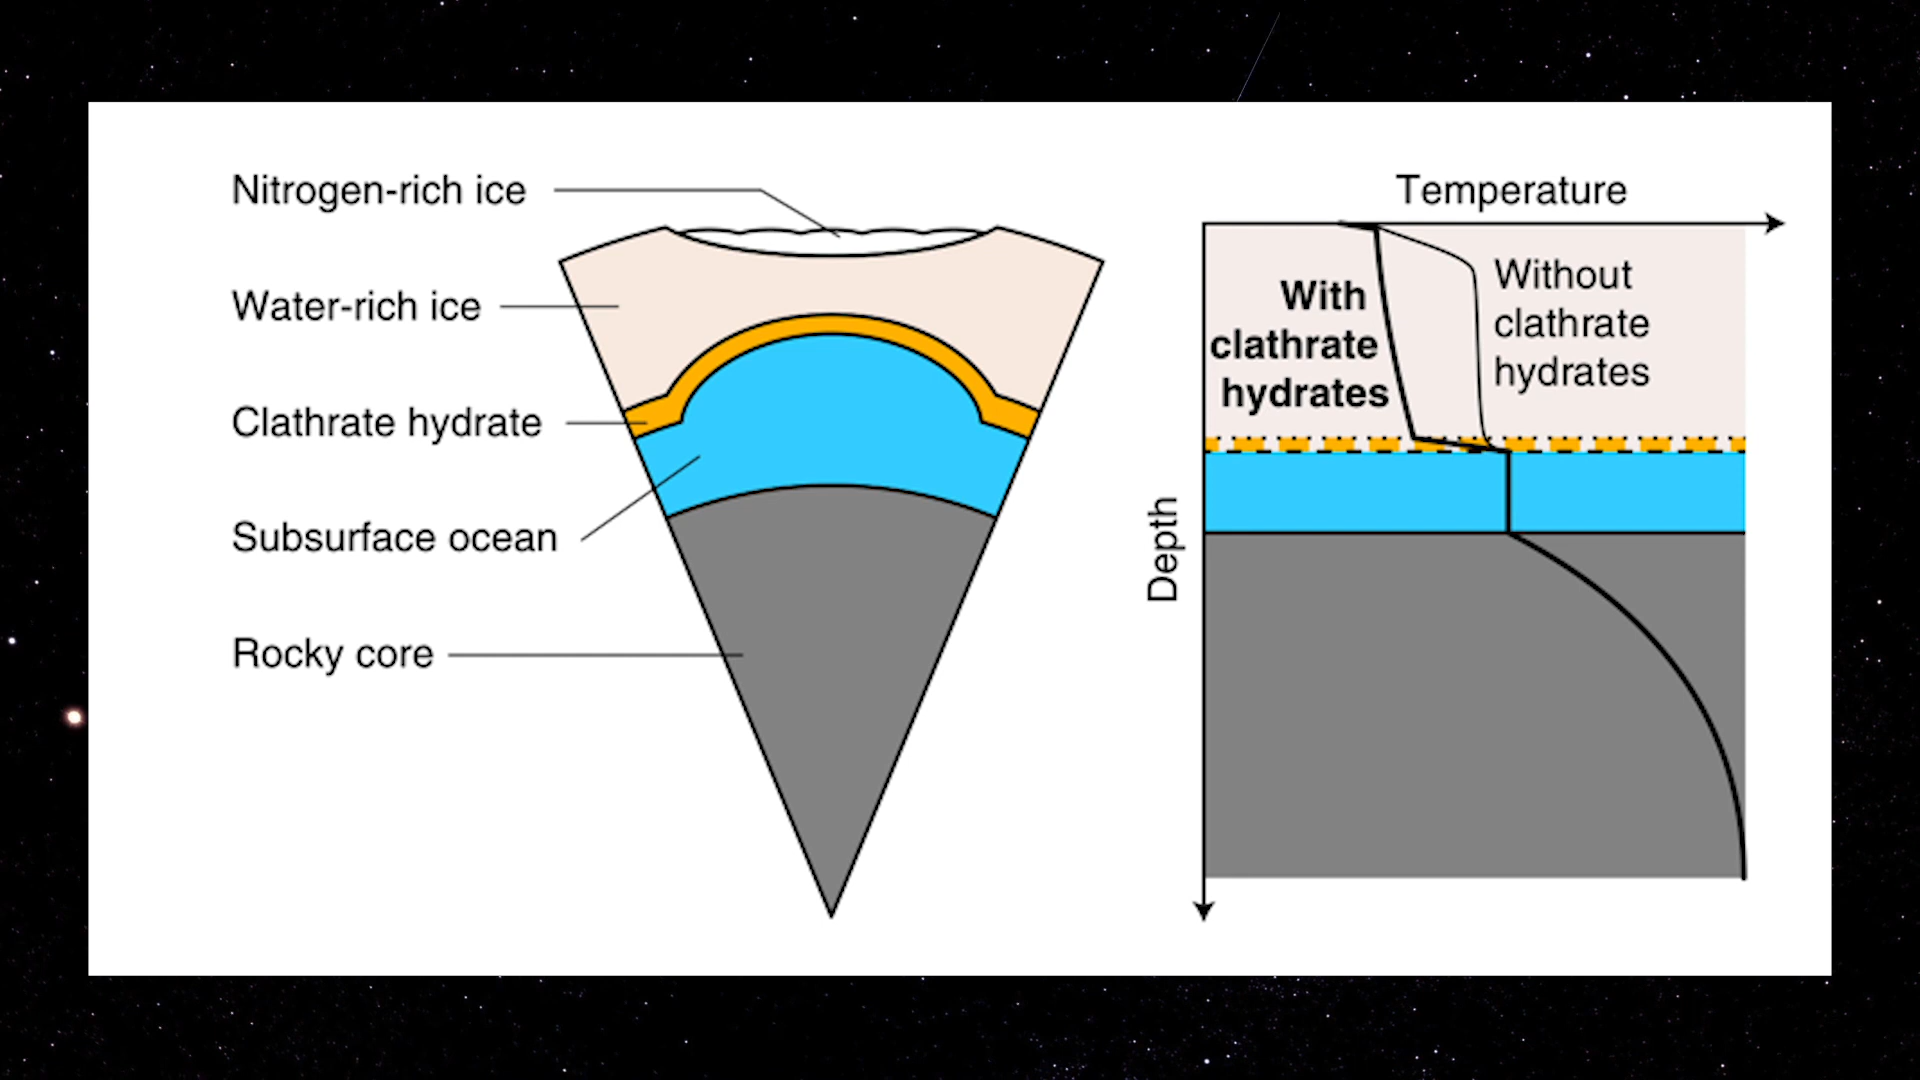 Nitrogen-rich ice
Water-rich ice
Clathrate hydrate
Subsurface ocean
Rocky core
Temperature
With
clathrate
hydrates
Without
clathrate
hydrates
Depth